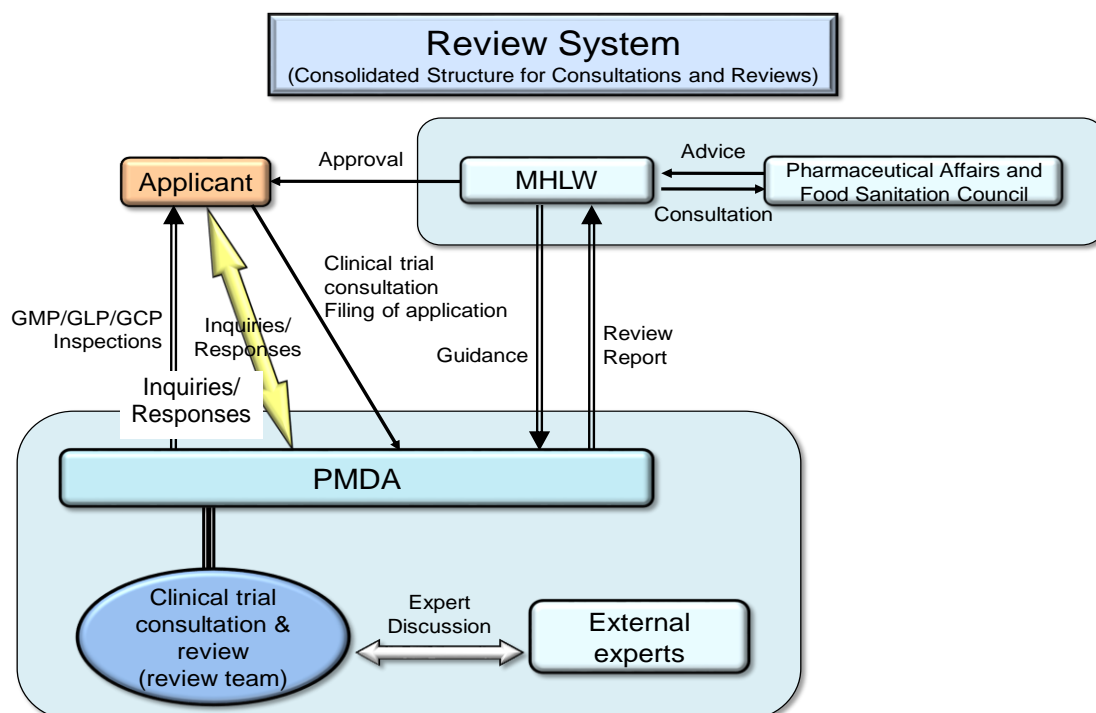 Review System
(Consolidated Structure for Consultations and Reviews)
Approval
Advice
Applicant
MHLW
Pharmaceutical Affairs and
Food Sanitation Council
Consultation
Clinical trial
consultation
Filing of application
GMP/GLP/GCP
Inspections
Inquiries/
Responses
Guidance
Review
Report
Inquiries/
Responses
PMDA
Clinical trial
consultation &
review
(review team)
Expert
Discussion
External
experts